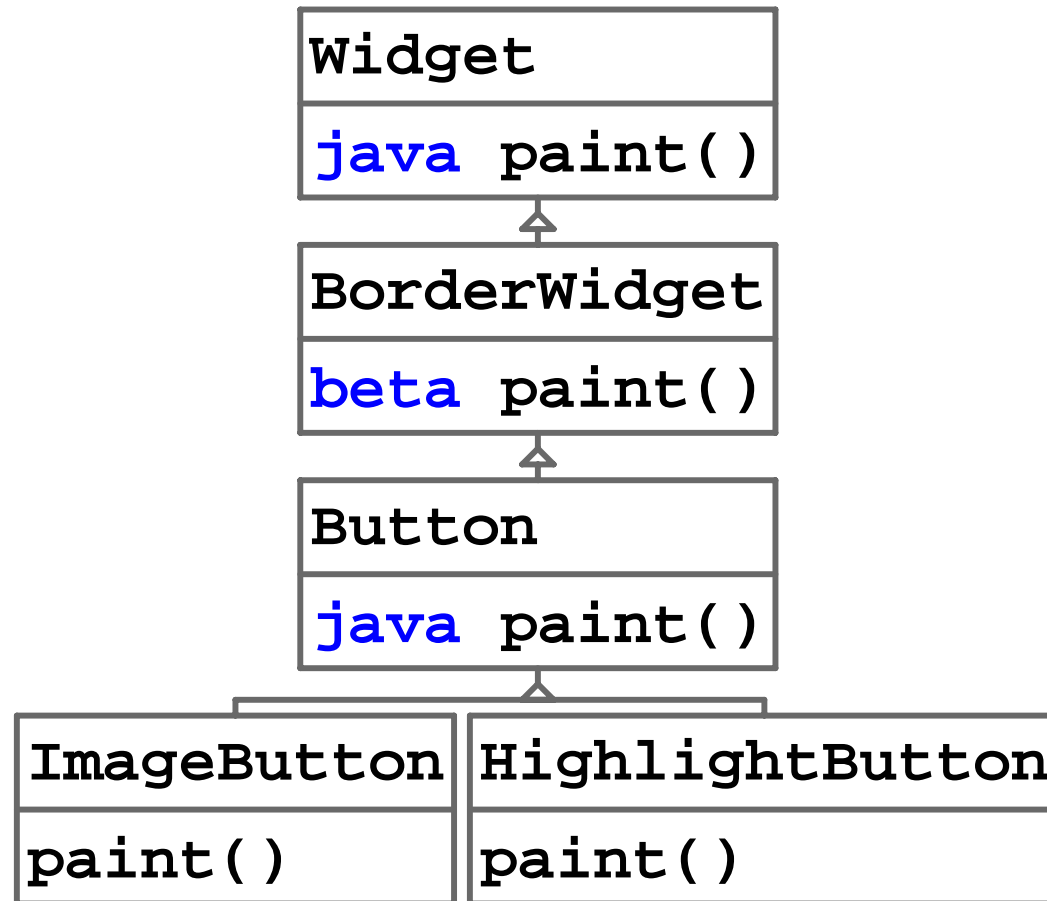 Widget
java paint()
BorderWidget
beta paint()
Button
java paint()
ImageButton
paint()
HighlightButton
paint()